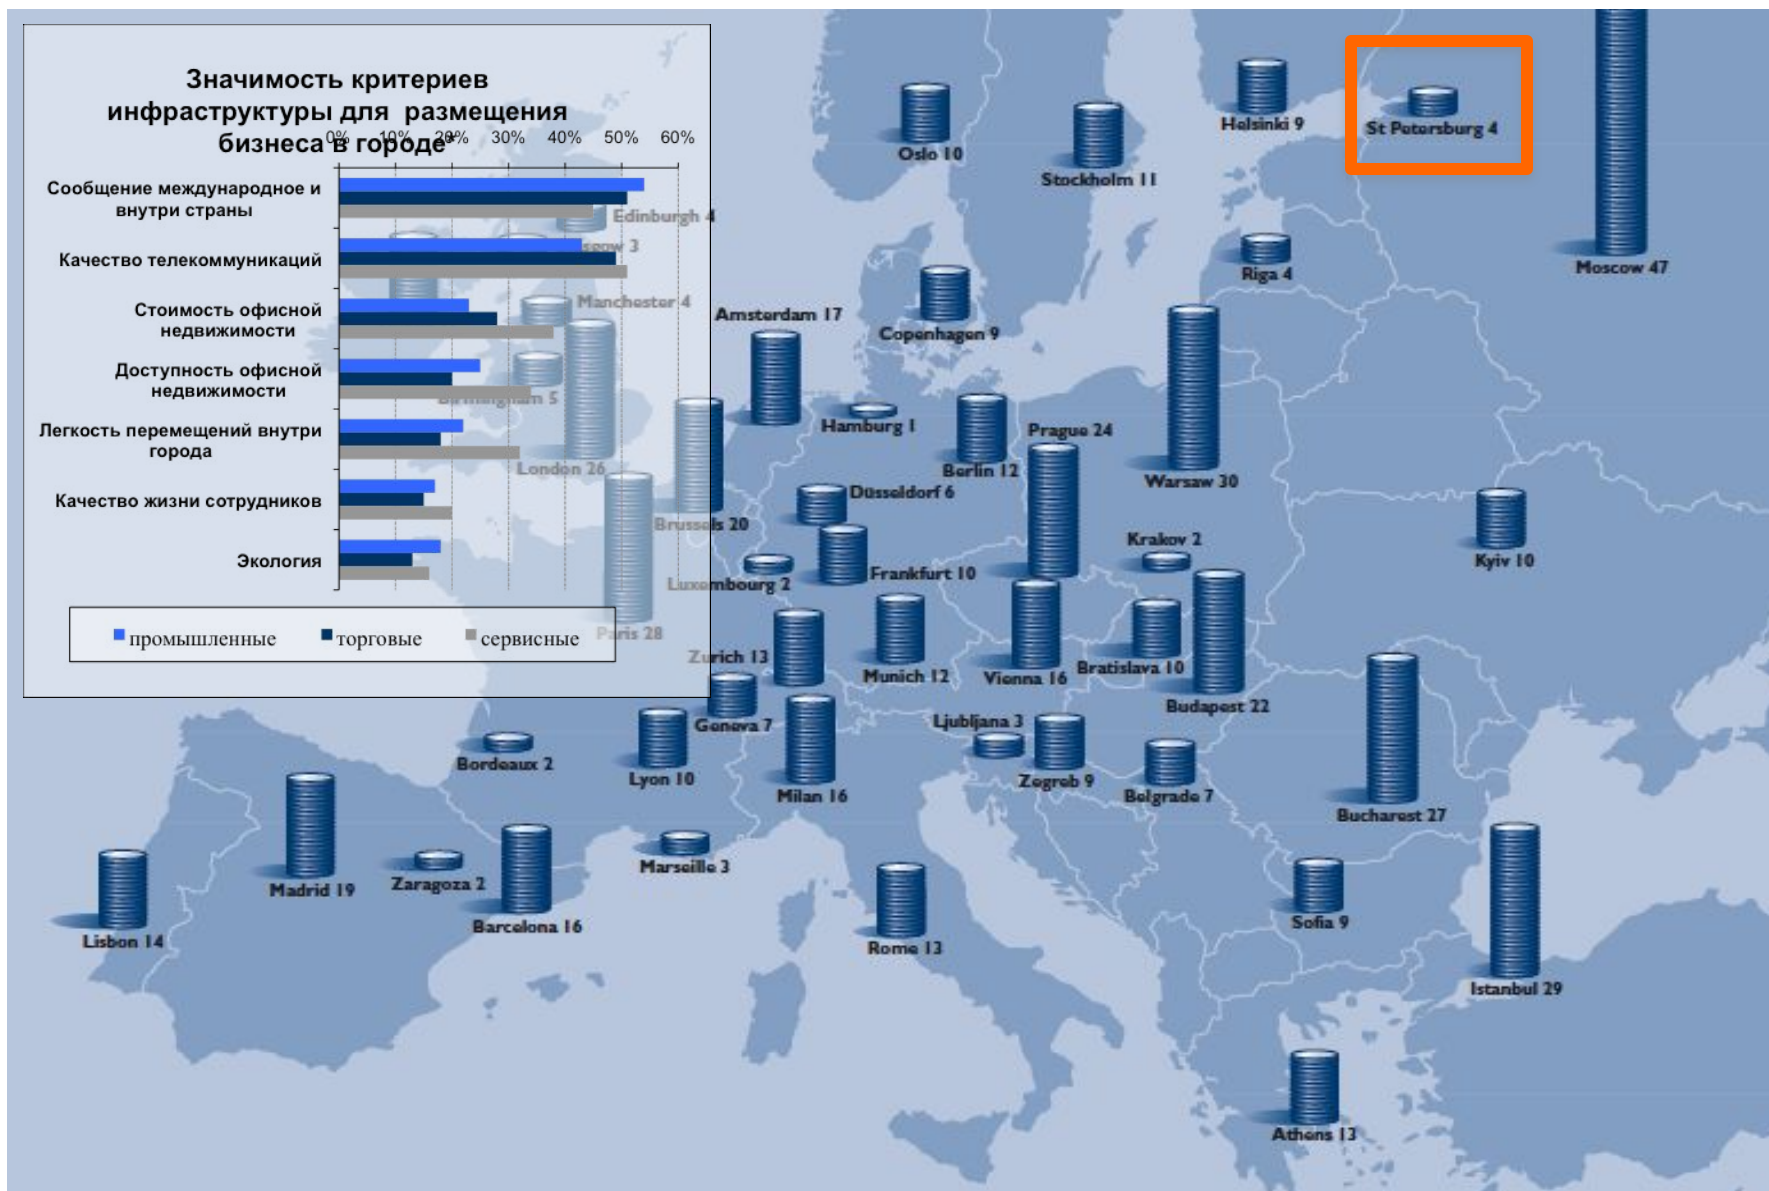 Значимость критериев
инфраструктуры для размещения
бизнеса в городе*
0% 10% 20% 30% 40% 50% 60%
Сообщение международное и
внутри страны
Качество телекоммуникаций
Стоимость офисной
недвижимости
Доступность офисной
недвижимости
Легкость перемещений внутри
города
Качество жизни сотрудников
Экология
промышленные торговые сервисные
Edinburgh 4
Manchester 4
Birmingham 5
London 26
Brussels 20
Paris 28
Oslo 10
Stockholm 11
Helsinki 9
St Petersburg 4
Moscow 47
Riga 4
Copenhagen 9
Amsterdam 17
Hamburg 1
Berlin 12
Prague 24
Warsaw 30
Düsseldorf 6
Krakov 2
Kyiv 10
Luxembourg 2
Frankfurt 10
Zurich 13
Munich 12
Vienna 16
Bratislava 10
Budapest 22
Geneva 7
Ljubljana 3
Bordeaux 2
Lyon 10
Milan 16
Zegreb 9
Belgrade 7
Bucharest 27
Marseille 3
Madrid 19
Zaragoza 2
Barcelona 16
Lisbon 14
Rome 13
Sofia 9
Istanbul 29
Athens 13